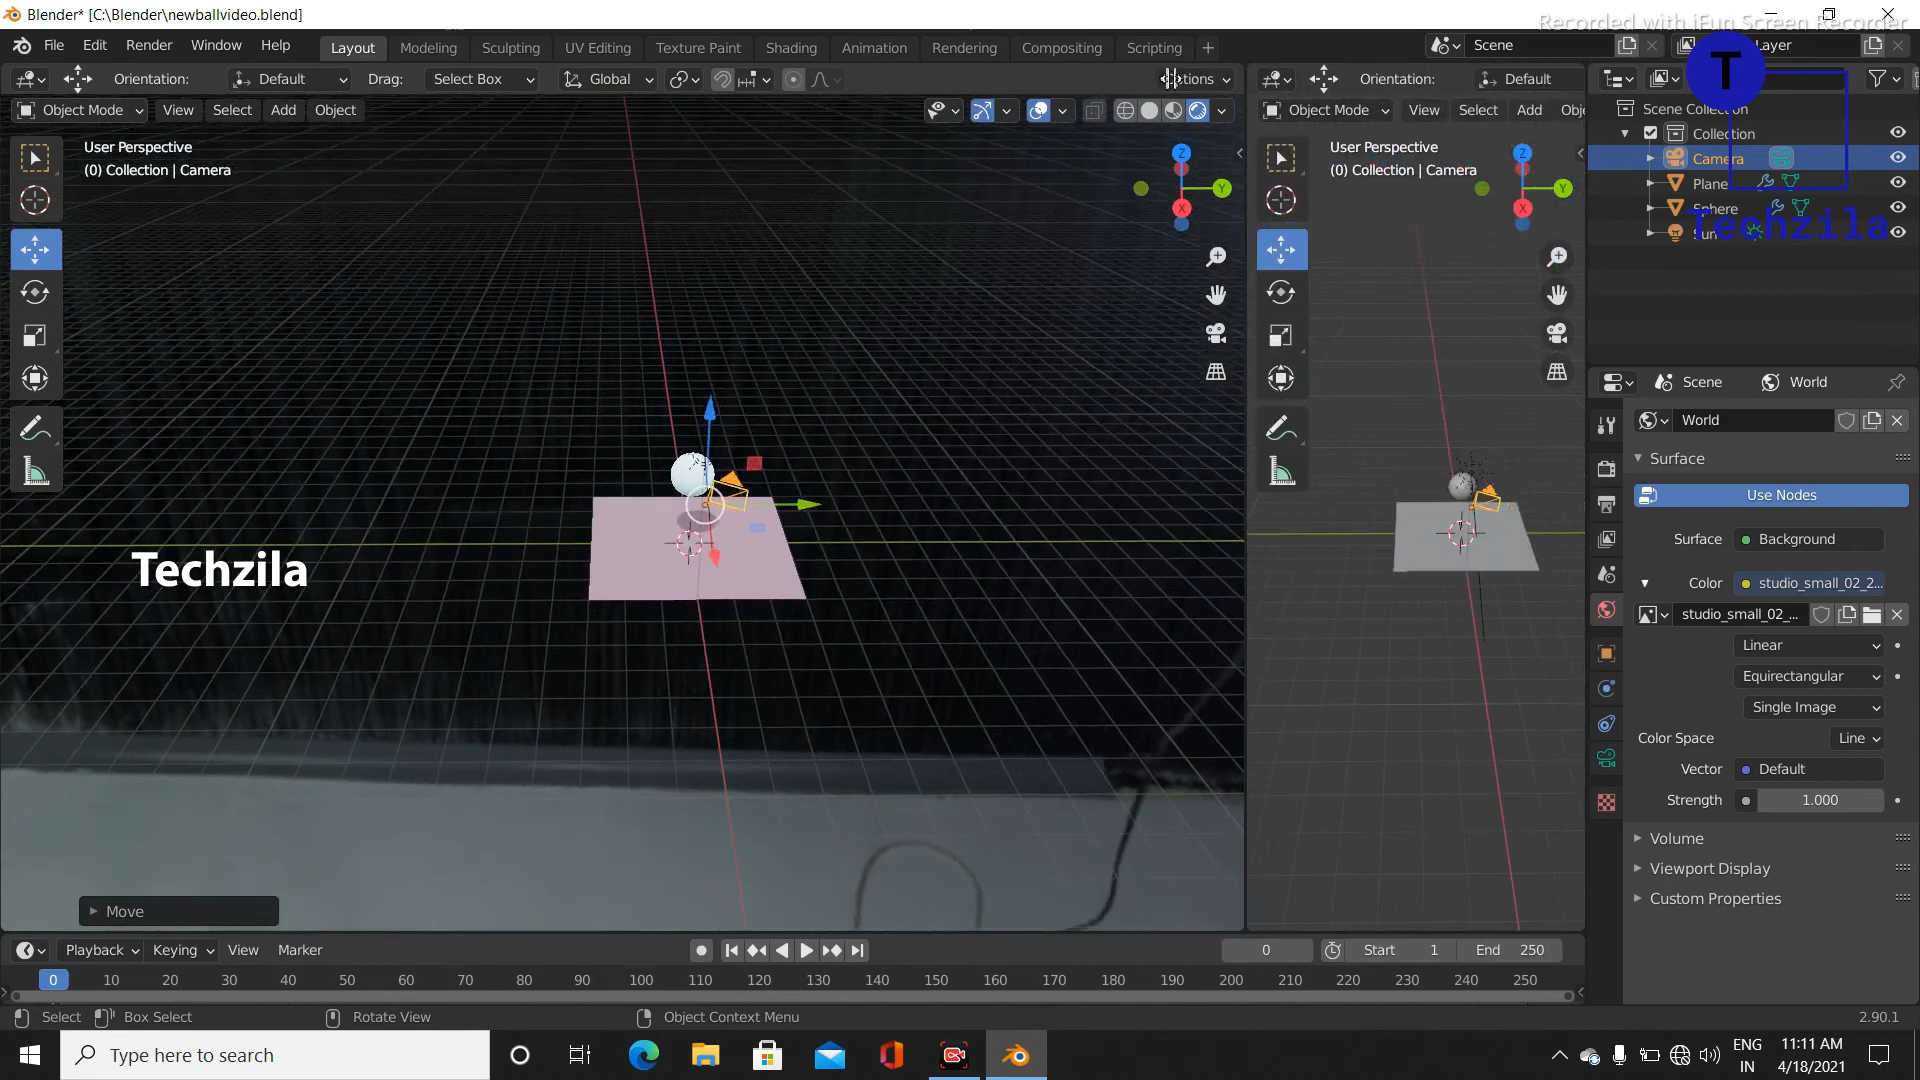 Blender* [C:\Blender\newballvideo.blend]
Recorded with iFun Screen Recorder
File Edit Render Window Help
Layout Modeling Sculpting UV Editing Texture Paint Shading Animation Rendering Compositing Scripting
Scene
Layer
Orientation: Default Drag: Select Box Global
Orientation: Default
Object Mode View Select Add Object
Object Mode View Select Add Obj
Scene Collection
Collection
Camera
Plane
Sphere
T
Techzila
User Perspective
(0) Collection | Camera
Z
Y
X
User Perspective
(0) Collection | Camera
Z
Y
X
Techzila
Scene World
World
Surface
Use Nodes
Surface Background
Color studio_small_02_2...
studio_small_02_...
Linear
Equirectangular
Single Image
Color Space Line
Vector Default
Strength 1.000
Volume
Viewport Display
Custom Properties
Move
Playback Keying View Marker
0 Start 1 End 250
0 10 20 30 40 50 60 70 80 90 100 110 120 130 140 150 160 170 180 190 200 210 220 230 240 250
Select Box Select Rotate View Object Context Menu 2.90.1
Type here to search
ENG
IN
11:11 AM
4/18/2021